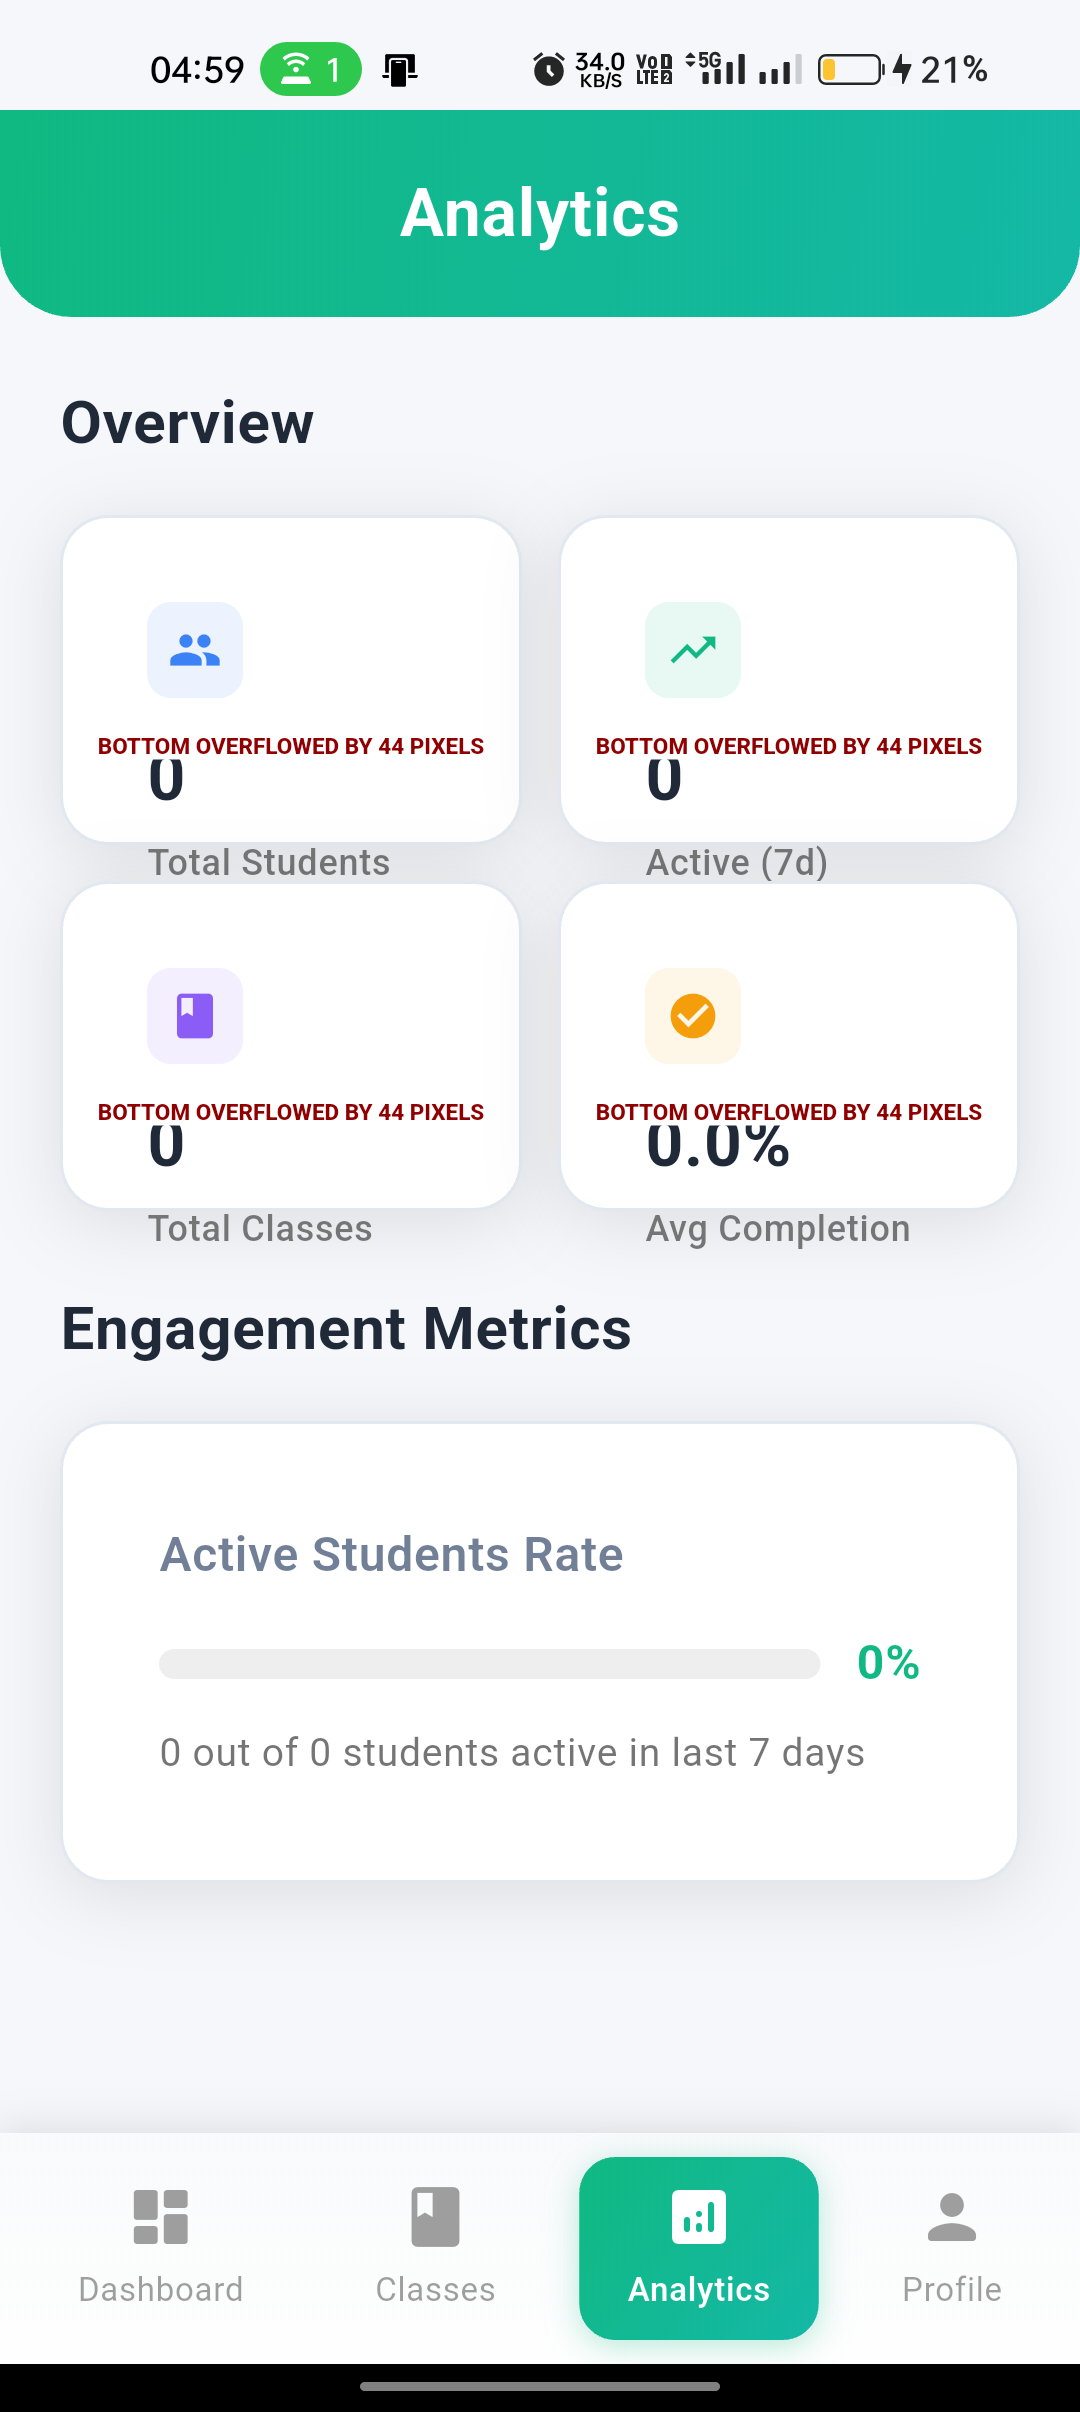 04:59 1 34.0 KB/S Vo 1 LTE 2 5G 21%
Analytics
Overview
BOTTOM OVERFLOWED BY 44 PIXELS BOTTOM OVERFLOWED BY 44 PIXELS
0 0
Total Students Active (7d)
BOTTOM OVERFLOWED BY 44 PIXELS BOTTOM OVERFLOWED BY 44 PIXELS
0 0.0%
Total Classes Avg Completion
Engagement Metrics
Active Students Rate
0%
0 out of 0 students active in last 7 days
Dashboard Classes Analytics Profile